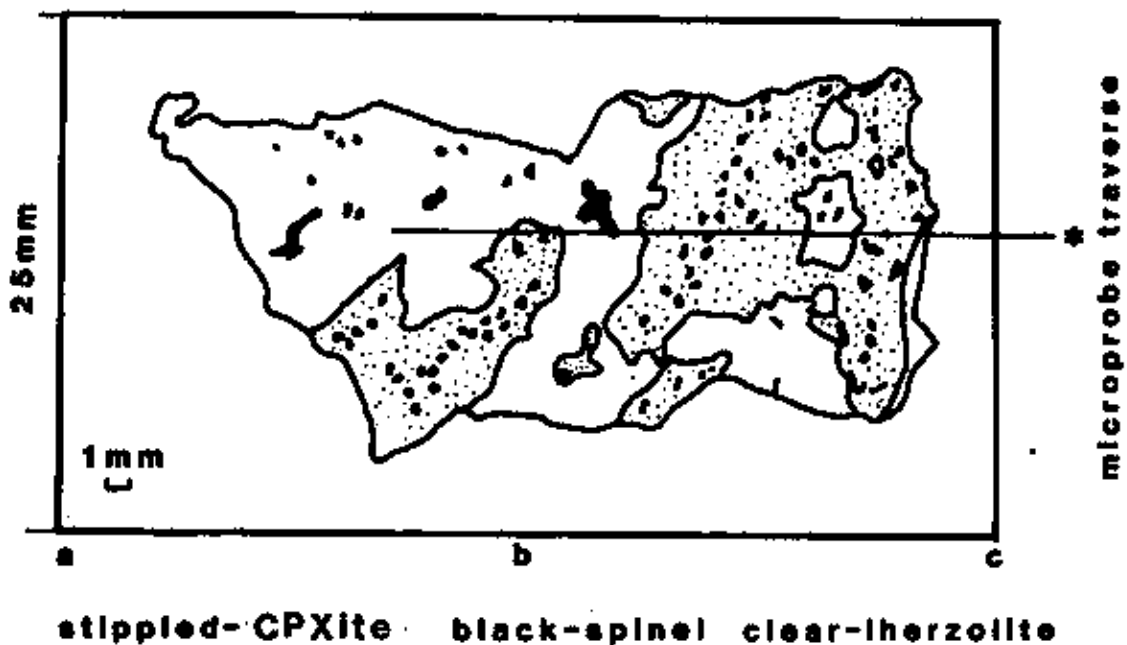 25mm
microprobe traverse
*
1mm
a b c
stippled-CPXite black-spinel clear-lherzolite